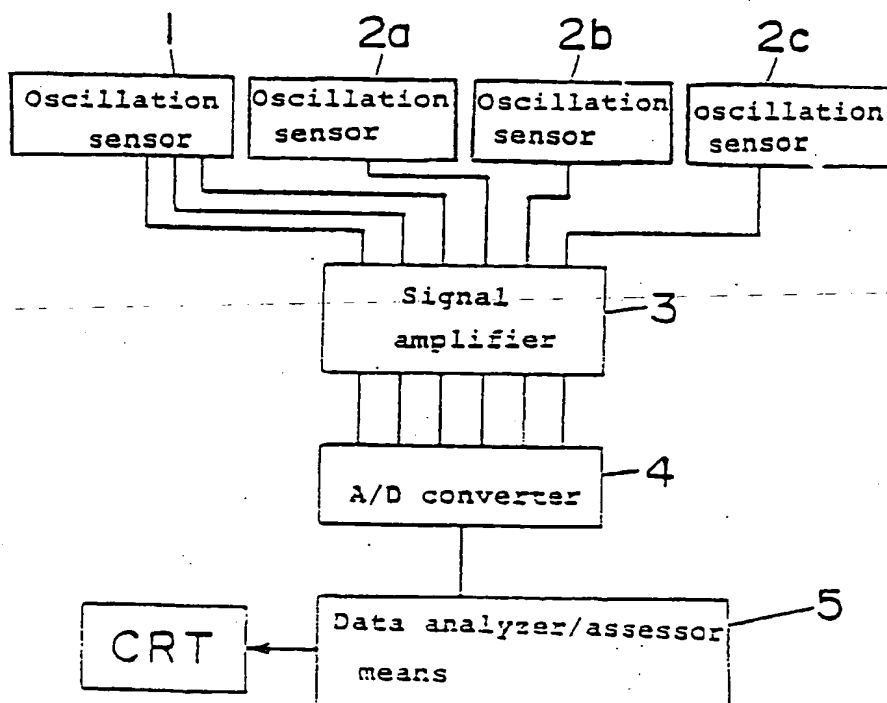 1
2a
2b
2c
Oscillation
sensor
Oscillation
sensor
Oscillation
sensor
oscillation
sensor
Signal
amplifier
3
A/D converter
4
Data analyzer/assessor
means
5
CRT